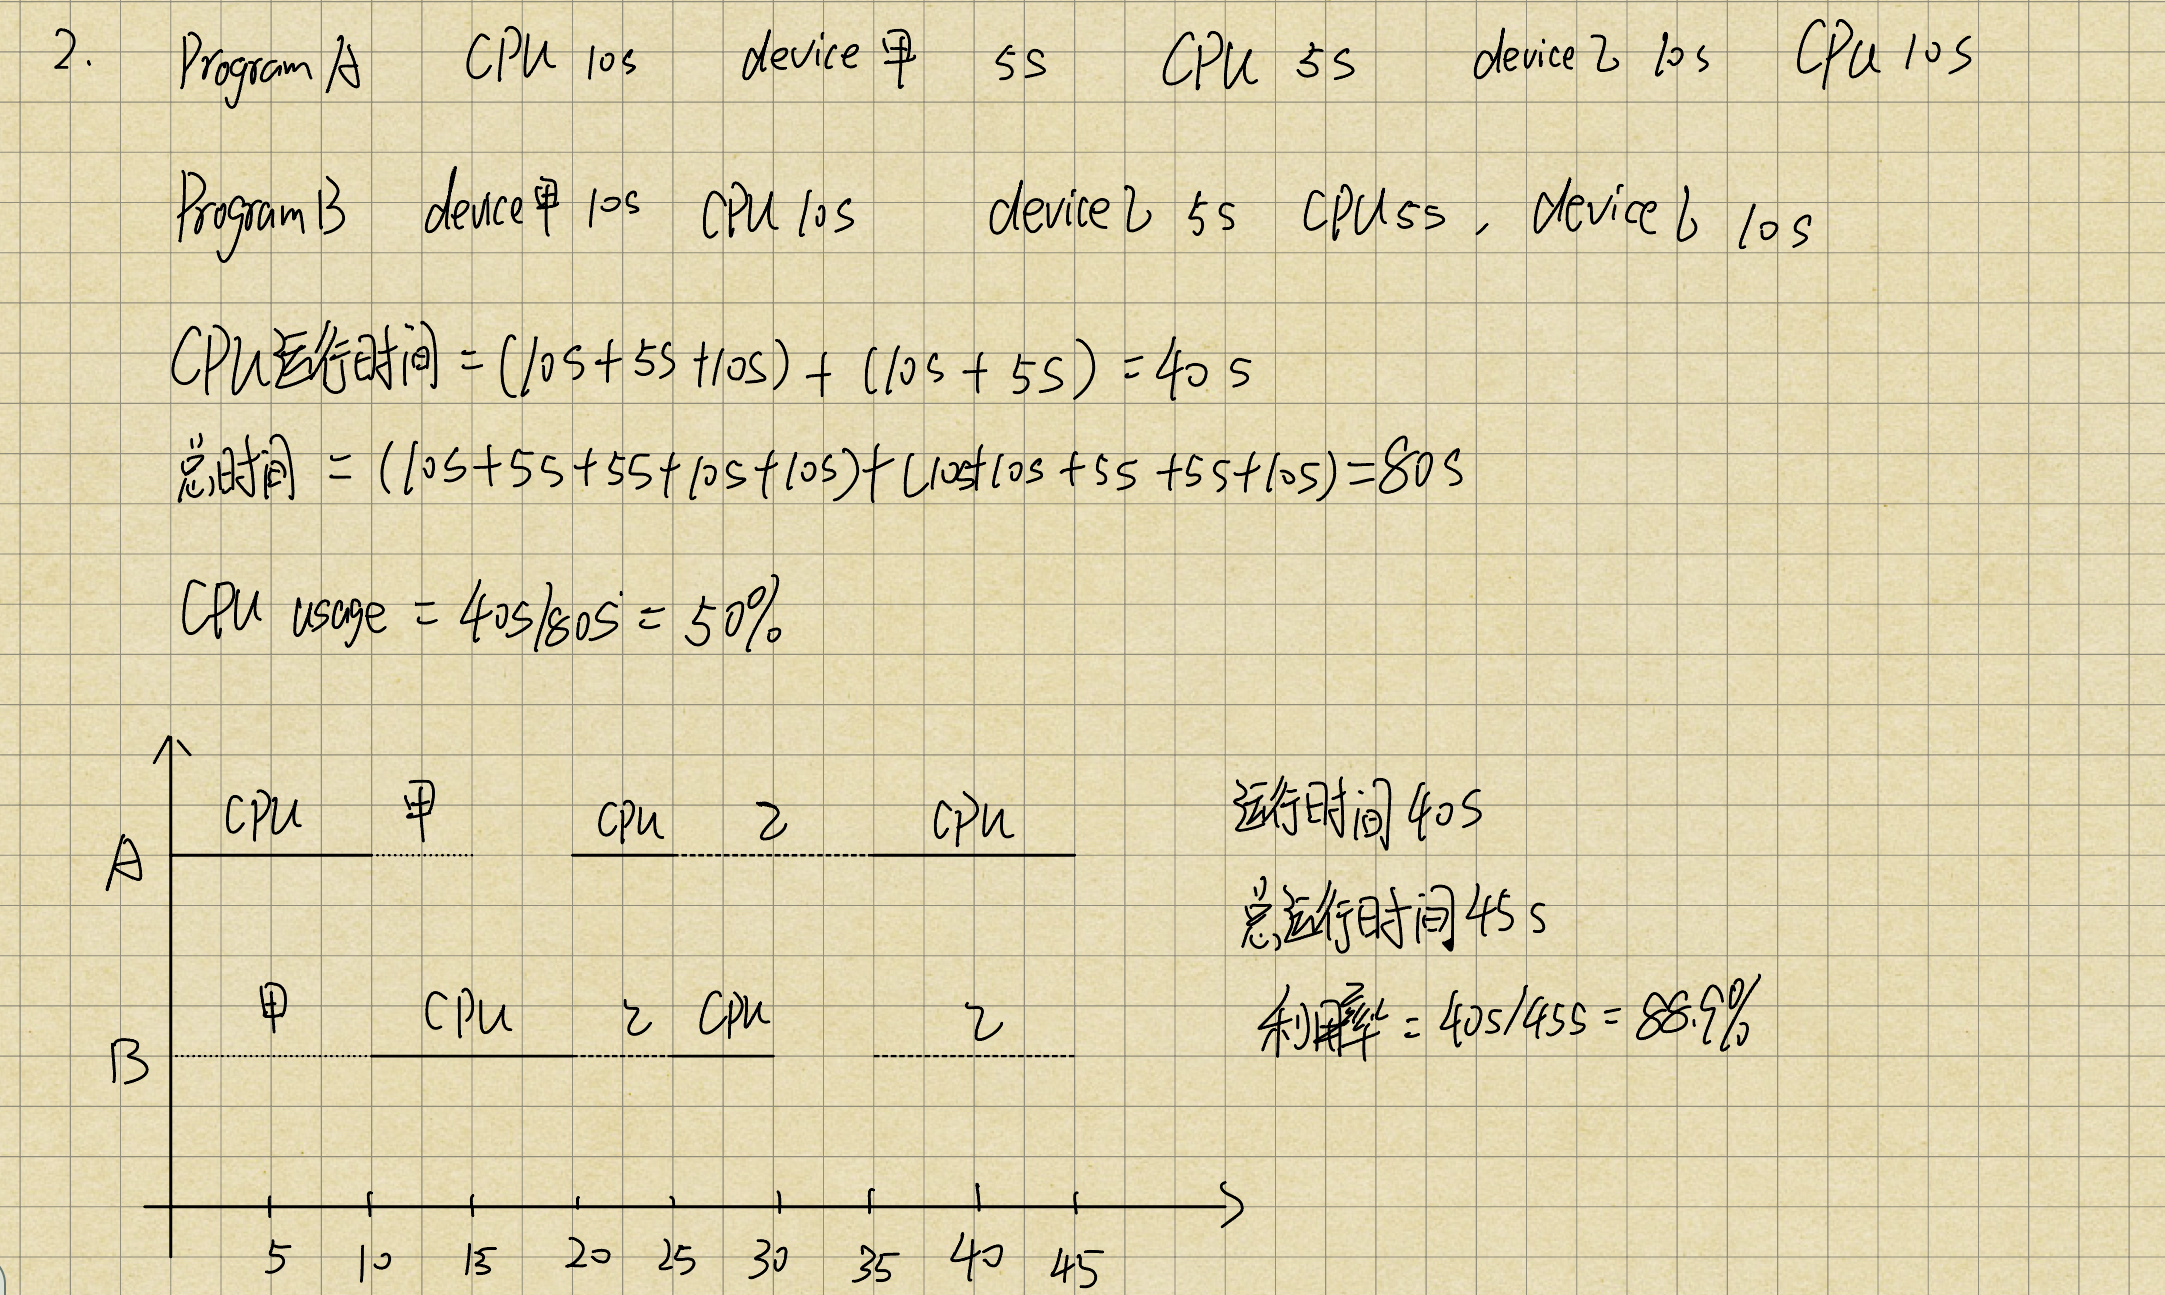 2. Program A CPU 10s device 甲 5s CPU 5s device 乙 10s CPU 10s
Program B device 甲 10s CPU 10s device 乙 5s CPU 5s , device 乙 10s
CPU运行时间 = (10s + 5s + 10s) + (10s + 5s) = 40s
总时间 = (10s+5s+5s+10s+10s)+(10s+10s+5s+5s+10s)=80s
CPU usage = 40s/80s = 50%
CPU 甲 CPU 乙 CPU
A
甲 CPU 乙 CPU 乙
B
5 10 15 20 25 30 35 40 45
运行时间 40s
总运行时间 45s
利用率 = 40s/45s = 88.9%